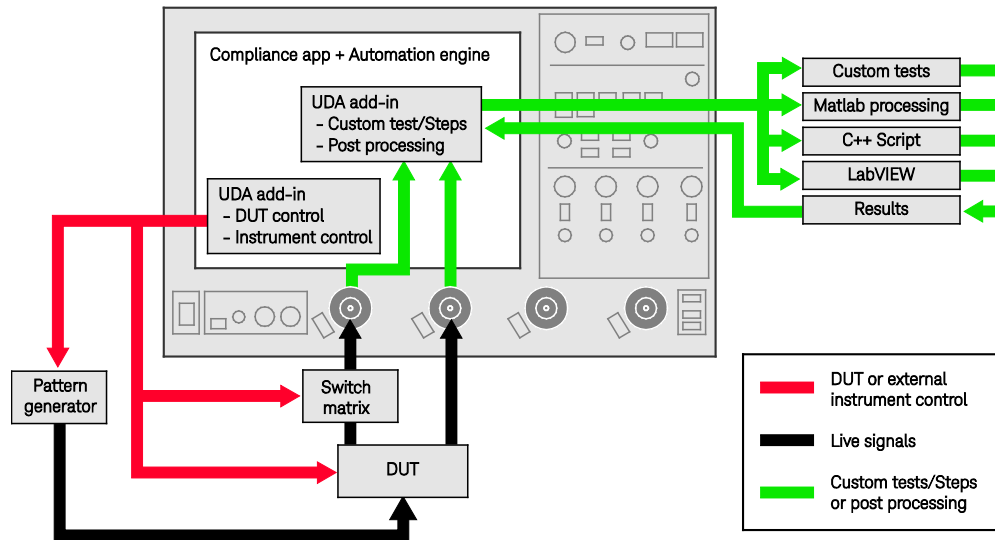 Compliance app + Automation engine
UDA add-in
- Custom test/Steps
- Post processing
UDA add-in
- DUT control
- Instrument control
Custom tests
Matlab processing
C++ Script
LabVIEW
Results
Pattern
generator
Switch
matrix
DUT
DUT or external
instrument control
Live signals
Custom tests/Steps
or post processing